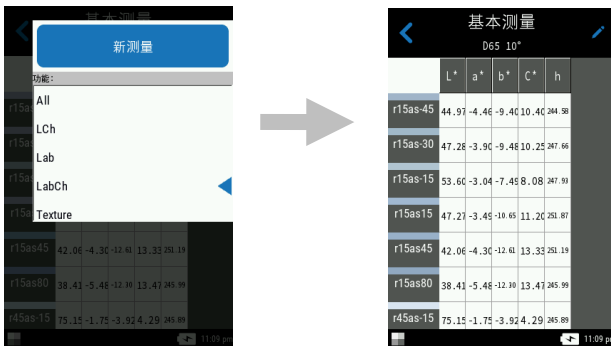 基本测量
新测量
功能：
All
LCh
Lab
LabCh
Texture
r15as45 42.06 -4.30 -12.61 13.33 251.19
r15as80 38.41 -5.48 -12.30 13.47 245.99
r45as-15 75.15 -1.75 -3.92 4.29 245.89
11:09 pm
基本测量
D65 10°
L* a* b* C* h
r15as-45 44.97 -4.46 -9.40 10.40 244.58
r15as-30 47.28 -3.90 -9.48 10.25 247.66
r15as-15 53.60 -3.04 -7.49 8.08 247.93
r15as15 47.27 -3.49 -10.65 11.20 251.87
r15as45 42.06 -4.30 -12.61 13.33 251.19
r15as80 38.41 -5.48 -12.30 13.47 245.99
r45as-15 75.15 -1.75 -3.92 4.29 245.89
11:09 pm